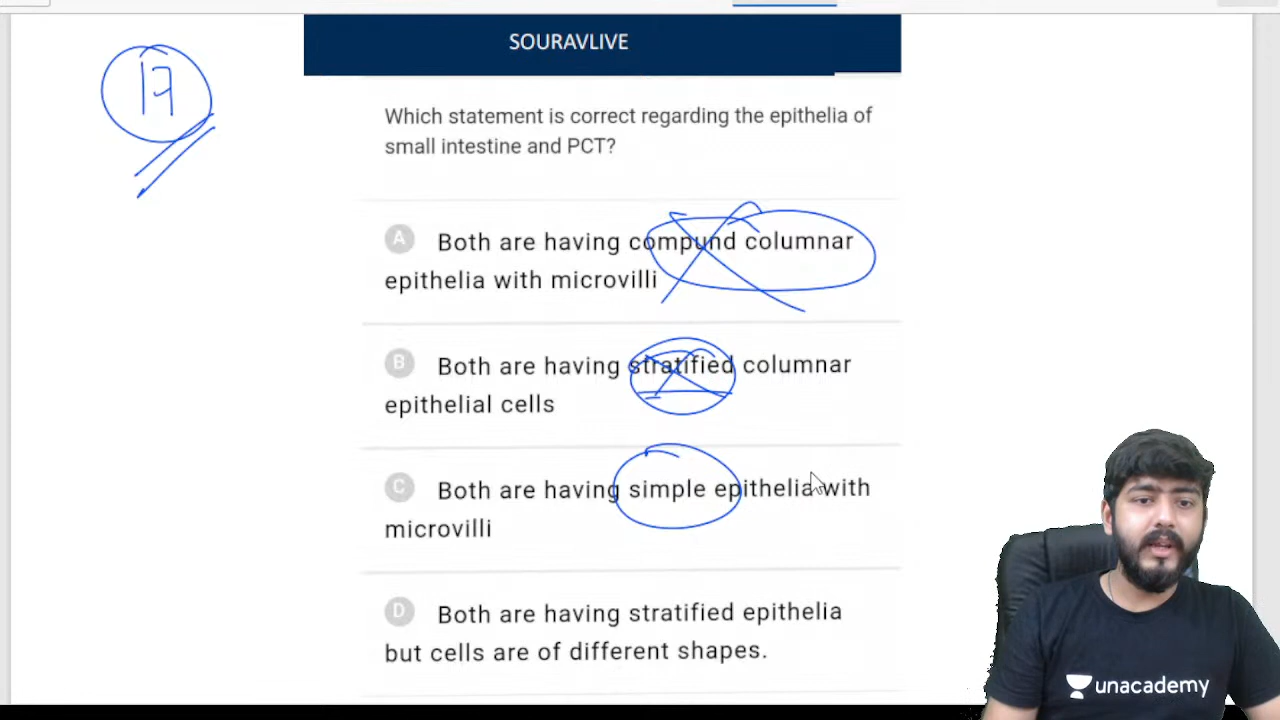 SOURAVLIVE
17
Which statement is correct regarding the epithelia of
small intestine and PCT?
A Both are having compund columnar
epithelia with microvilli
B Both are having stratified columnar
epithelial cells
C Both are having simple epithelia with
microvilli
D Both are having stratified epithelia
but cells are of different shapes.
unacademy